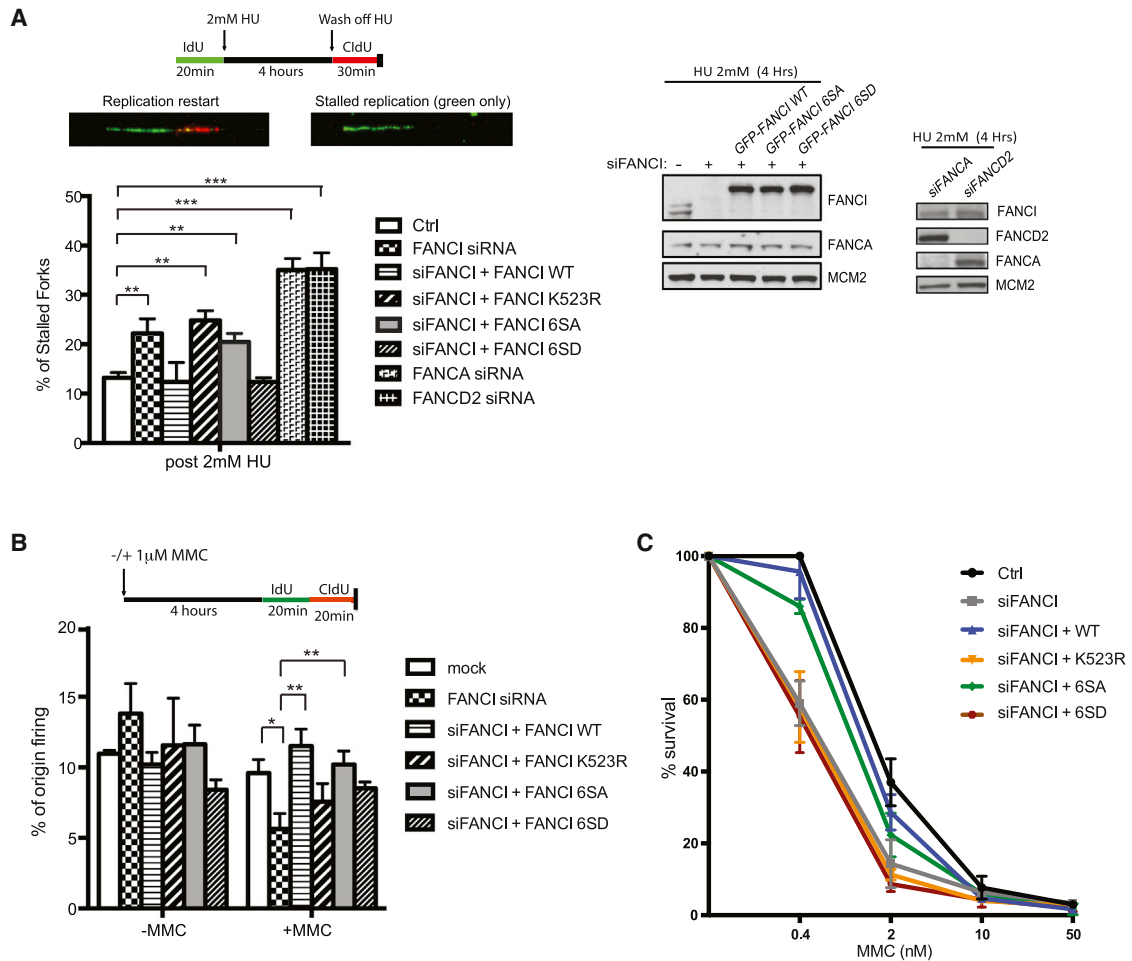 A
2mM HU
Wash off HU
IdU
CldU
20min
4 hours
30min
Replication restart
Stalled replication (green only)
% of Stalled Forks
50
40
30
20
10
0
***
***
**
**
**
post 2mM HU
Ctrl
FANCI siRNA
siFANCI + FANCI WT
siFANCI + FANCI K523R
siFANCI + FANCI 6SA
siFANCI + FANCI 6SD
FANCA siRNA
FANCD2 siRNA
HU 2mM (4 Hrs)
GFP-FANCI WT
GFP-FANCI 6SA
GFP-FANCI 6SD
siFANCI: - + + + +
FANCI
FANCA
MCM2
HU 2mM (4 Hrs)
siFANCA
siFANCD2
FANCI
FANCD2
FANCA
MCM2
B
-/+ 1μM MMC
IdU
CldU
4 hours
20min
20min
% of origin firing
20
15
10
5
0
**
**
*
-MMC
+MMC
mock
FANCI siRNA
siFANCI + FANCI WT
siFANCI + FANCI K523R
siFANCI + FANCI 6SA
siFANCI + FANCI 6SD
C
% survival
100
80
60
40
20
0
0.4
2
10
50
MMC (nM)
Ctrl
siFANCI
siFANCI + WT
siFANCI + K523R
siFANCI + 6SA
siFANCI + 6SD